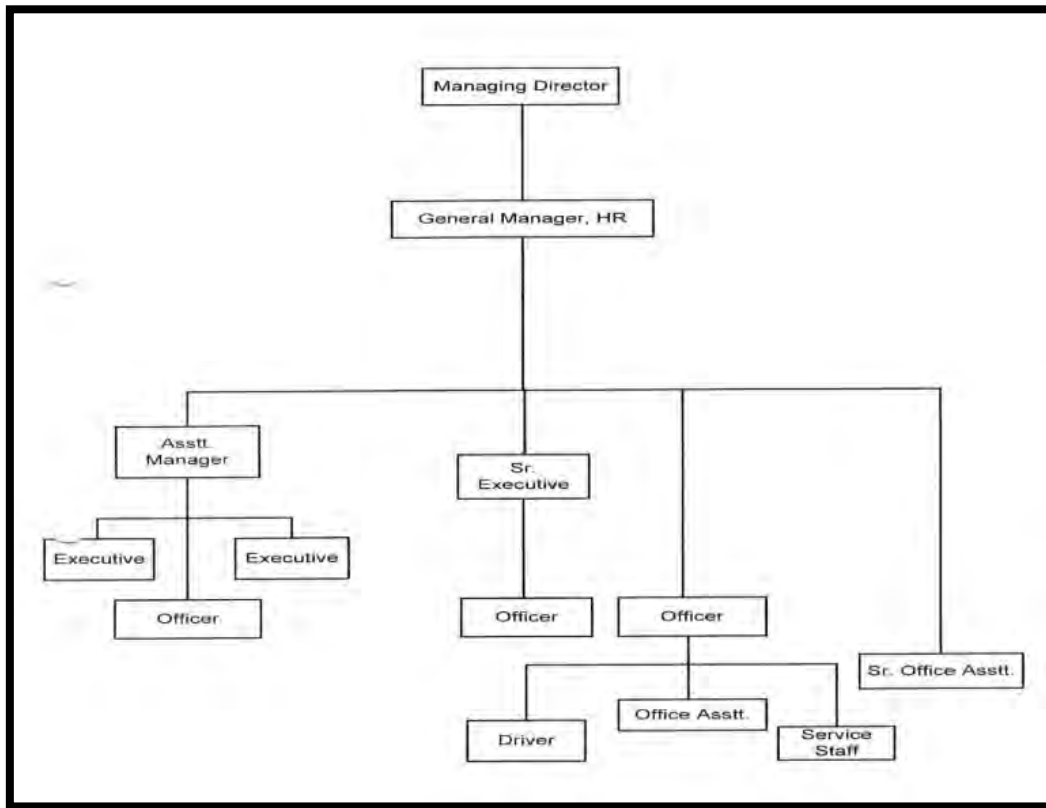 Managing Director
General Manager, HR
Asstt.
Manager
Sr.
Executive
Executive
Executive
Officer
Officer
Officer
Sr. Office Asstt.
Driver
Office Asstt.
Service
Staff